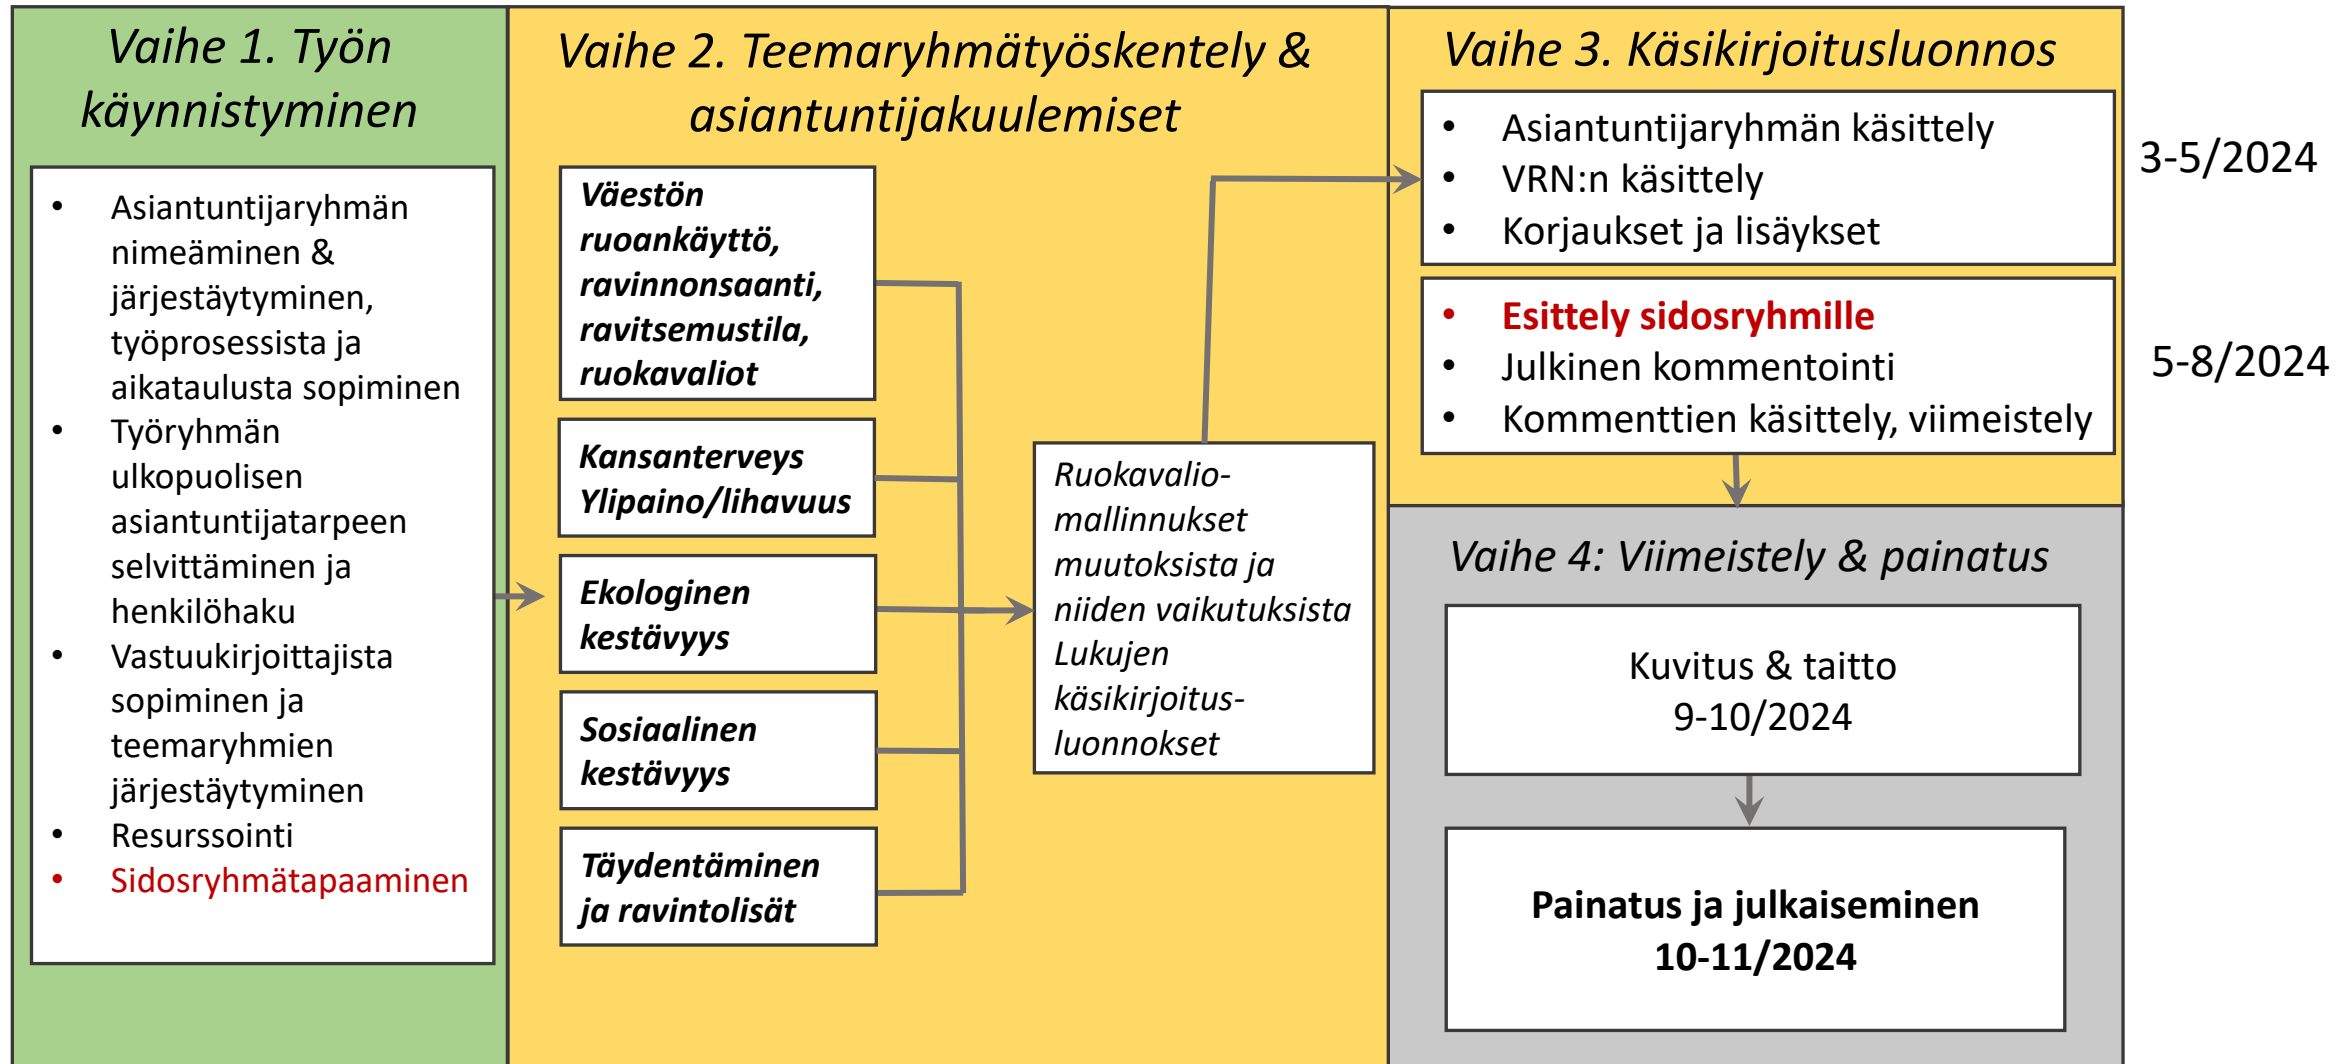 Vaihe 1. Työn
käynnistyminen
• Asiantuntijaryhmän
nimeäminen &
järjestäytyminen,
työprosessista ja
aikataulusta sopiminen
• Työryhmän
ulkopuolisen
asiantuntijatarpeen
selvittäminen ja
henkilöhaku
• Vastuukirjoittajista
sopiminen ja
teemaryhmien
järjestäytyminen
• Resurssointi
• Sidosryhmätapaaminen
Vaihe 2. Teemaryhmätyöskentely &
asiantuntijakuulemiset
Väestön
ruoankäyttö,
ravinnonsaanti,
ravitsemustila,
ruokavaliot
Kansanterveys
Ylipaino/lihavuus
Ekologinen
kestävyys
Sosiaalinen
kestävyys
Täydentäminen
ja ravintolisät
Ruokavalio-
mallinnukset
muutoksista ja
niiden vaikutuksista
Lukujen
käsikirjoitus-
luonnokset
Vaihe 3. Käsikirjoitusluonnos
• Asiantuntijaryhmän käsittely
• VRN:n käsittely
• Korjaukset ja lisäykset
3-5/2024
• Esittely sidosryhmille
• Julkinen kommentointi
• Kommenttien käsittely, viimeistely
5-8/2024
Vaihe 4: Viimeistely & painatus
Kuvitus & taitto
9-10/2024
Painatus ja julkaiseminen
10-11/2024